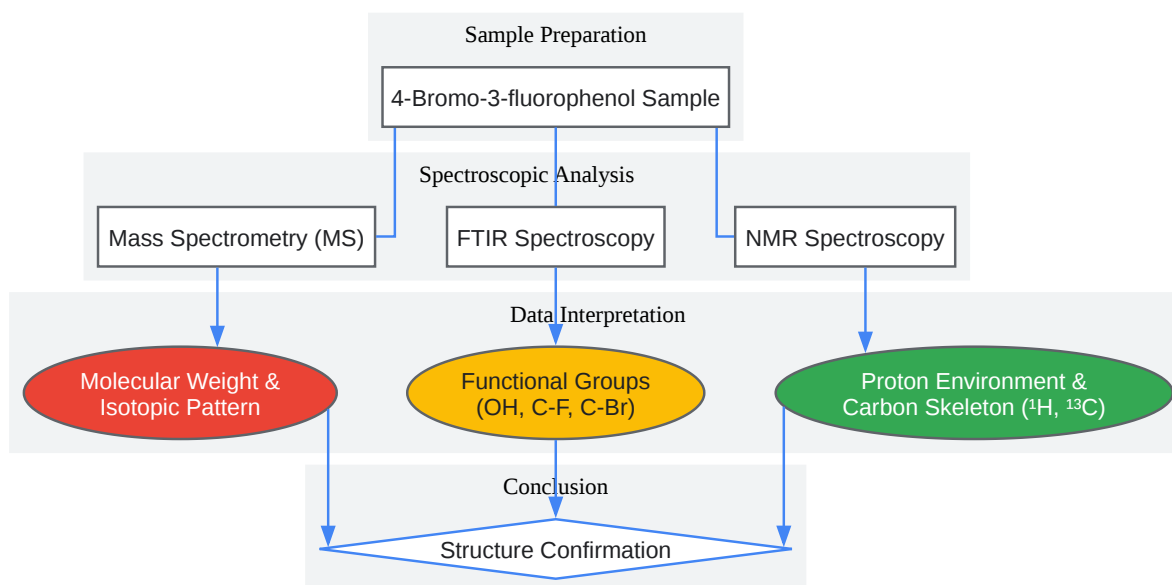 Sample Preparation
4-Bromo-3-fluorophenol Sample
Spectroscopic Analysis
Mass Spectrometry (MS)
FTIR Spectroscopy
NMR Spectroscopy
Data Interpretation
Molecular Weight &
Isotopic Pattern
Functional Groups
(OH, C-F, C-Br)
Proton Environment &
Carbon Skeleton (¹H, ¹³C)
Conclusion
Structure Confirmation